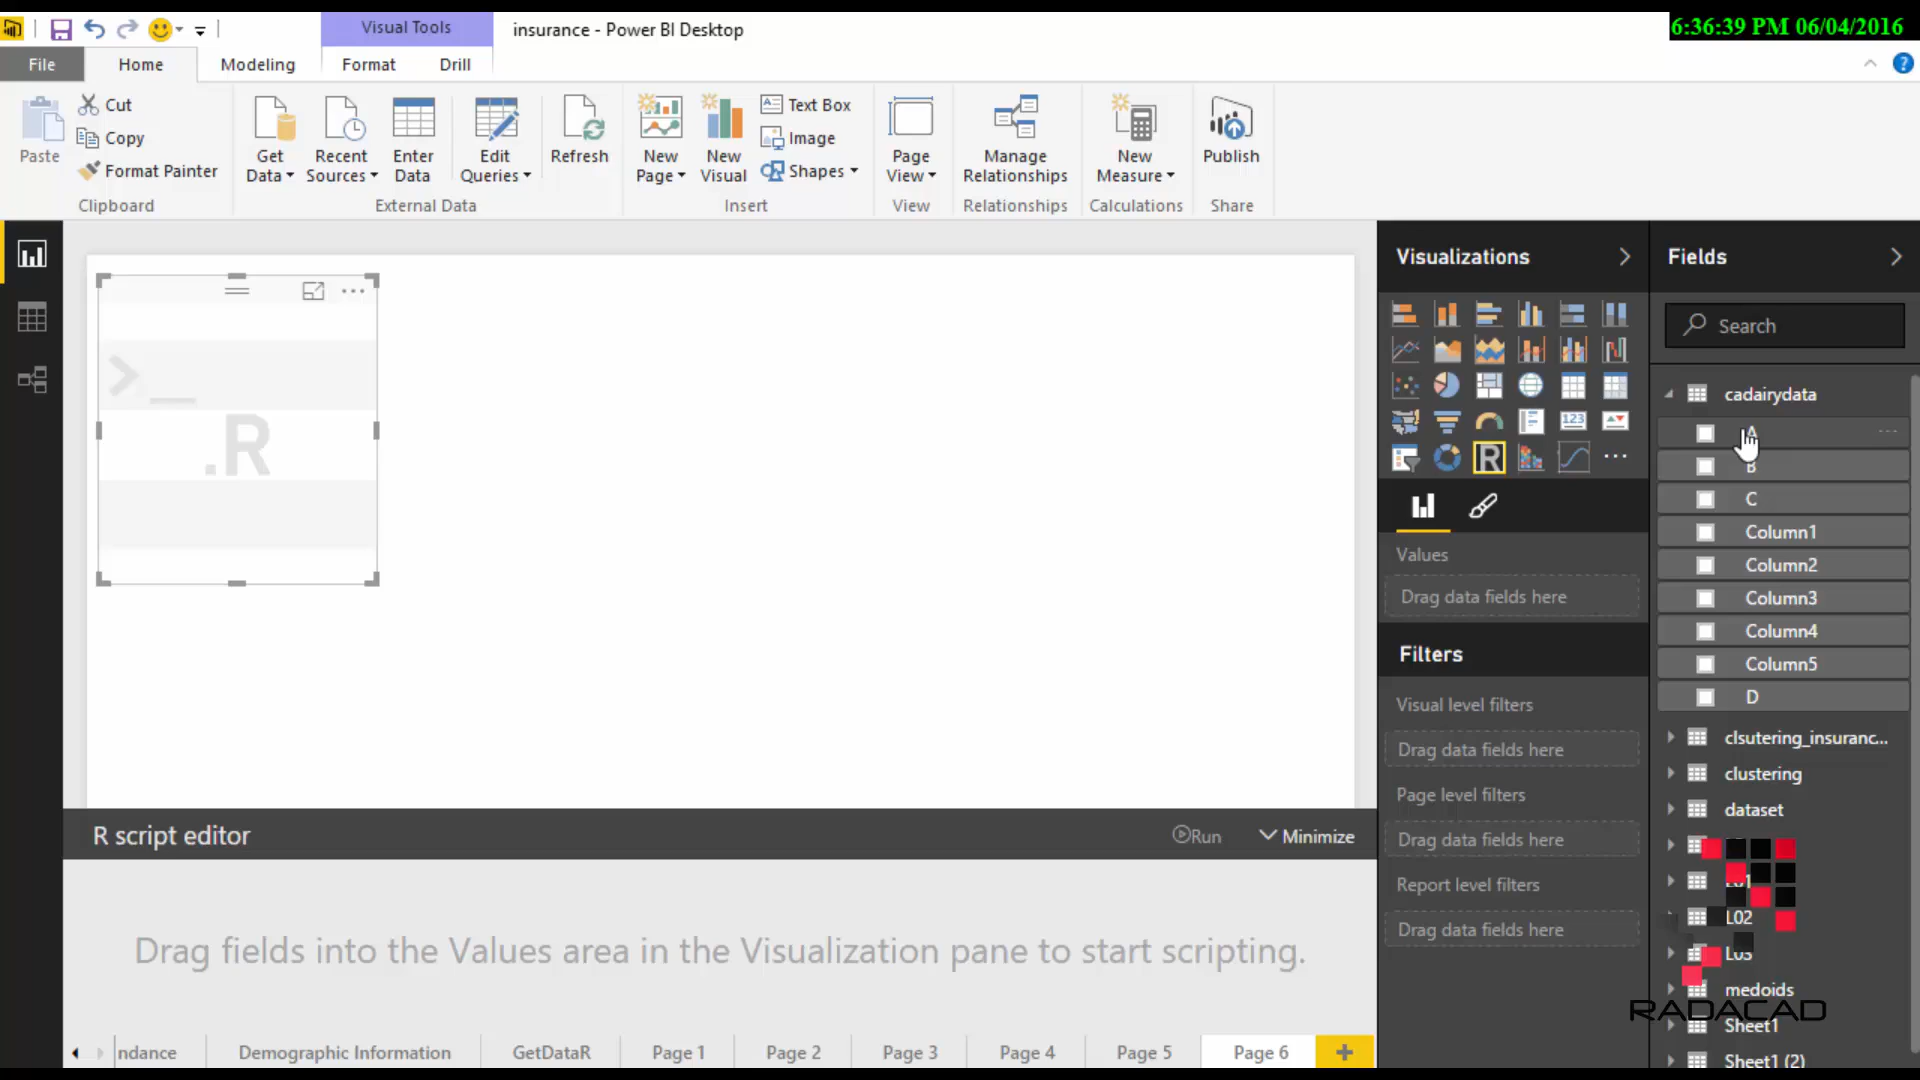 Visual Tools
insurance - Power BI Desktop
6:36:39 PM 06/04/2016
File
Home
Modeling
Format
Drill
Paste
Cut
Copy
Format Painter
Clipboard
Get Data
Recent Sources
Enter Data
Edit Queries
Refresh
External Data
New Page
New Visual
Text Box
Image
Shapes
Insert
Page View
View
Manage Relationships
Relationships
New Measure
Calculations
Publish
Share
>_
.R
Visualizations
123
R
Values
Drag data fields here
Filters
Visual level filters
Drag data fields here
Page level filters
Drag data fields here
Report level filters
Drag data fields here
Fields
Search
cadairydata
A
B
C
Column1
Column2
Column3
Column4
Column5
D
clsutering_insuranc...
clustering
dataset
L02
L03
medoids
RADACAD
Sheet1
Sheet1 (2)
R script editor
Run
Minimize
Drag fields into the Values area in the Visualization pane to start scripting.
ndance
Demographic Information
GetDataR
Page 1
Page 2
Page 3
Page 4
Page 5
Page 6